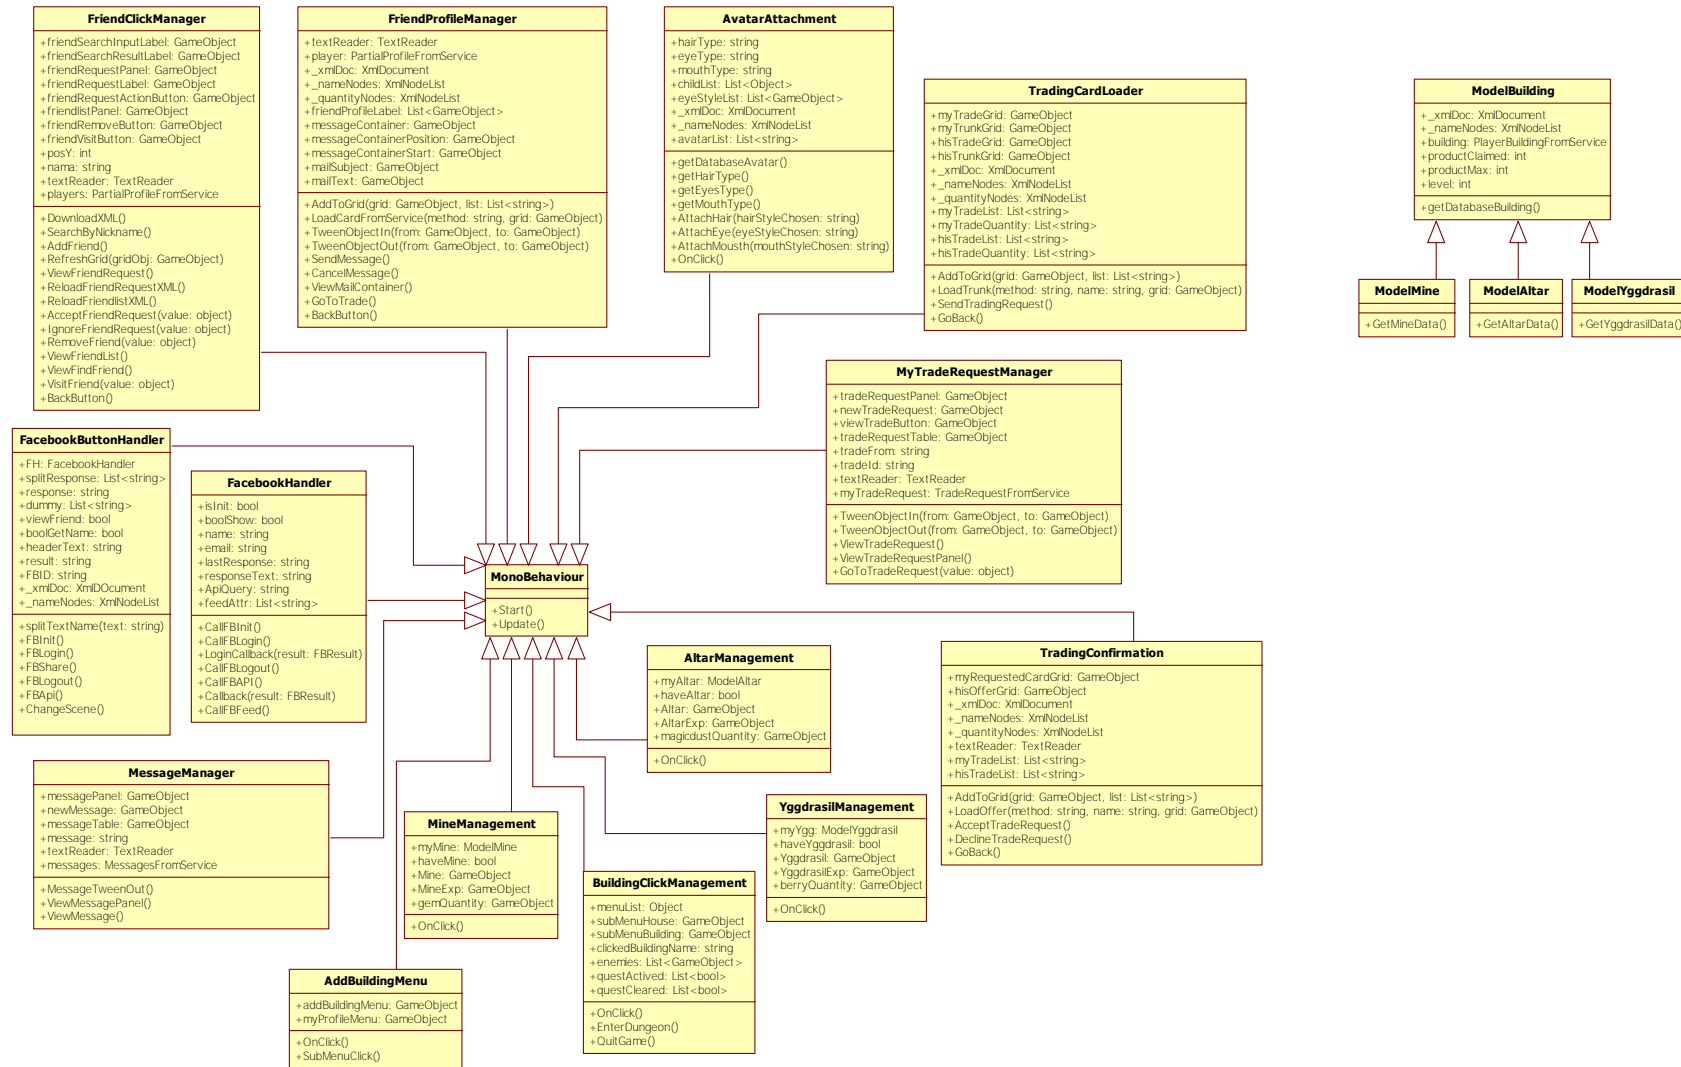 FriendClickManager
+friendSearchInputLabel: GameObject
+friendSearchResultLabel: GameObject
+friendRequestPanel: GameObject
+friendRequestLabel: GameObject
+friendRequestActionButton: GameObject
+friendlistPanel: GameObject
+friendRemoveButton: GameObject
+friendVisitButton: GameObject
+posY: int
+nama: string
+textReader: TextReader
+players: PartialProfileFromService
+DownloadXML()
+SearchByNickname()
+AddFriend()
+RefreshGrid(gridObj: GameObject)
+ViewFriendRequest()
+ReloadFriendRequestXML()
+ReloadFriendlistXML()
+AcceptFriendRequest(value: object)
+IgnoreFriendRequest(value: object)
+RemoveFriend(value: object)
+ViewFriendList()
+ViewFindFriend()
+VisitFriend(value: object)
+BackButton()
FriendProfileManager
+textReader: TextReader
+player: PartialProfileFromService
+_xmlDoc: XmlDocument
+_nameNodes: XmlNodeList
+_quantityNodes: XmlNodeList
+friendProfileLabel: List<GameObject>
+messageContainer: GameObject
+messageContainerPosition: GameObject
+messageContainerStart: GameObject
+mailSubject: GameObject
+mailText: GameObject
+AddToGrid(grid: GameObject, list: List<string>)
+LoadCardFromService(method: string, grid: GameObject)
+TweenObjectIn(from: GameObject, to: GameObject)
+TweenObjectOut(from: GameObject, to: GameObject)
+SendMessage()
+CancelMessage()
+ViewMailContainer()
+GoToTrade()
+BackButton()
AvatarAttachment
+hairType: string
+eyeType: string
+mouthType: string
+childList: List<Object>
+eyeStyleList: List<GameObject>
+_xmlDoc: XmlDocument
+_nameNodes: XmlNodeList
+avatarList: List<string>
+getDatabaseAvatar()
+getHairType()
+getEyesType()
+getMouthType()
+AttachHair(hairStyleChosen: string)
+AttachEye(eyeStyleChosen: string)
+AttachMousth(mouthStyleChosen: string)
+OnClick()
TradingCardLoader
+myTradeGrid: GameObject
+myTrunkGrid: GameObject
+hisTradeGrid: GameObject
+hisTrunkGrid: GameObject
+_xmlDoc: XmlDocument
+_nameNodes: XmlNodeList
+_quantityNodes: XmlNodeList
+myTradeList: List<string>
+myTradeQuantity: List<string>
+hisTradeList: List<string>
+hisTradeQuantity: List<string>
+AddToGrid(grid: GameObject, list: List<string>)
+LoadTrunk(method: string, name: string, grid: GameObject)
+SendTradingRequest()
+GoBack()
ModelBuilding
+_xmlDoc: XmlDocument
+_nameNodes: XmlNodeList
+building: PlayerBuildingFromService
+productClaimed: int
+productMax: int
+level: int
+getDatabaseBuilding()
ModelMine
+GetMineData()
ModelAltar
+GetAltarData()
ModelYggdrasil
+GetYggdrasilData()
MyTradeRequestManager
+tradeRequestPanel: GameObject
+newTradeRequest: GameObject
+viewTradeButton: GameObject
+tradeRequestTable: GameObject
+tradeFrom: string
+tradeId: string
+textReader: TextReader
+myTradeRequest: TradeRequestFromService
+TweenObjectIn(from: GameObject, to: GameObject)
+TweenObjectOut(from: GameObject, to: GameObject)
+ViewTradeRequest()
+ViewTradeRequestPanel()
+GoToTradeRequest(value: object)
FacebookButtonHandler
+FH: FacebookHandler
+splitResponse: List<string>
+response: string
+dummy: List<string>
+viewFriend: bool
+boolGetName: bool
+headerText: string
+result: string
+FBID: string
+_xmlDoc: XmlDOcument
+_nameNodes: XmlNodeList
+splitTextName(text: string)
+FBInit()
+FBLogin()
+FBShare()
+FBLogout()
+FBApi()
+ChangeScene()
FacebookHandler
+isInit: bool
+boolShow: bool
+name: string
+email: string
+lastResponse: string
+responseText: string
+ApiQuery: string
+feedAttr: List<string>
+CallFBInit()
+CallFBLogin()
+LoginCallback(result: FBResult)
+CallFBLogout()
+CallFBAPI()
+Callback(result: FBResult)
+CallFBFeed()
MonoBehaviour
+Start()
+Update()
AltarManagement
+myAltar: ModelAltar
+haveAltar: bool
+Altar: GameObject
+AltarExp: GameObject
+magicdustQuantity: GameObject
+OnClick()
TradingConfirmation
+myRequestedCardGrid: GameObject
+hisOfferGrid: GameObject
+_xmlDoc: XmlDocument
+_nameNodes: XmlNodeList
+_quantityNodes: XmlNodeList
+textReader: TextReader
+myTradeList: List<string>
+hisTradeList: List<string>
+AddToGrid(grid: GameObject, list: List<string>)
+LoadOffer(method: string, name: string, grid: GameObject)
+AcceptTradeRequest()
+DeclineTradeRequest()
+GoBack()
MessageManager
+messagePanel: GameObject
+newMessage: GameObject
+messageTable: GameObject
+message: string
+textReader: TextReader
+messages: MessagesFromService
+MessageTweenOut()
+ViewMessagePanel()
+ViewMessage()
MineManagement
+myMine: ModelMine
+haveMine: bool
+Mine: GameObject
+MineExp: GameObject
+gemQuantity: GameObject
+OnClick()
YggdrasilManagement
+myYgg: ModelYggdrasil
+haveYggdrasil: bool
+Yggdrasil: GameObject
+YggdrasilExp: GameObject
+berryQuantity: GameObject
+OnClick()
BuildingClickManagement
+menuList: Object
+subMenuHouse: GameObject
+subMenuBuilding: GameObject
+clickedBuildingName: string
+enemies: List<GameObject>
+questActived: List<bool>
+questCleared: List<bool>
+OnClick()
+EnterDungeon()
+QuitGame()
AddBuildingMenu
+addBuildingMenu: GameObject
+myProfileMenu: GameObject
+OnClick()
+SubMenuClick()